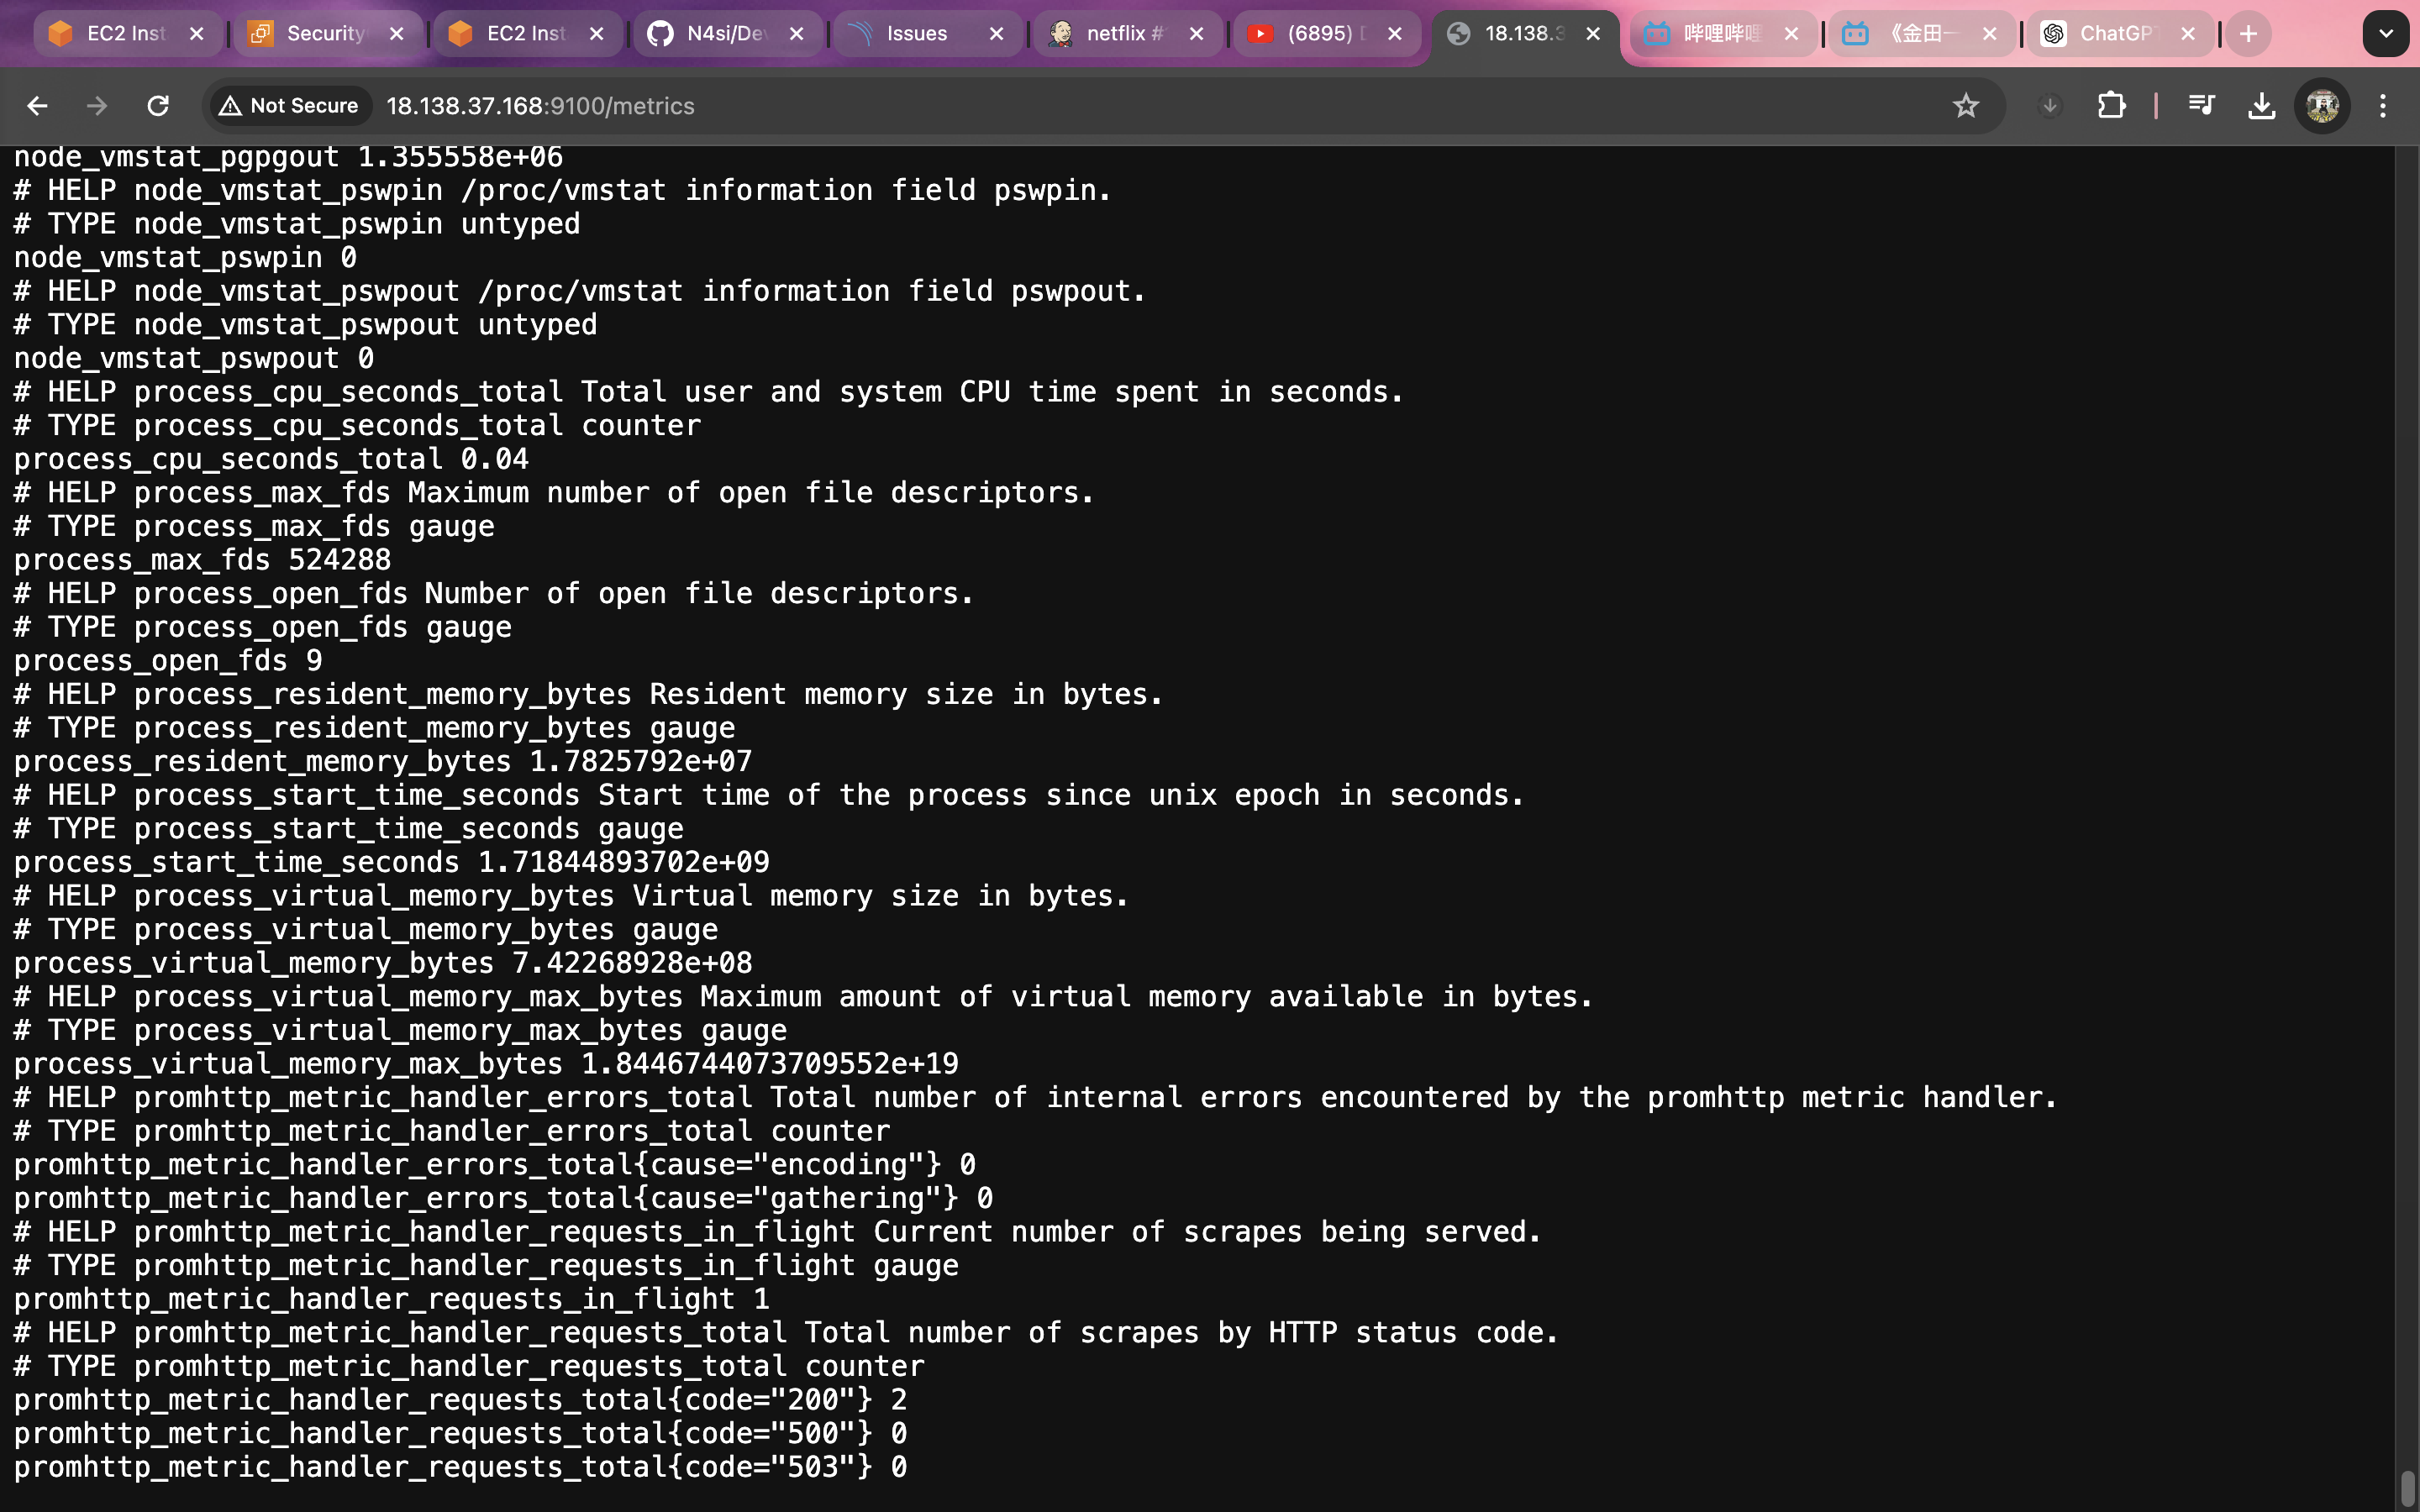 EC2 Inst
Security
EC2 Inst
N4si/Dev
Issues
netflix #
(6895)
18.138.3
哔哩哔哩
《金田一
ChatGPT
Not Secure
18.138.37.168:9100/metrics
node_vmstat_pgpgout 1.355558e+06
# HELP node_vmstat_pswpin /proc/vmstat information field pswpin.
# TYPE node_vmstat_pswpin untyped
node_vmstat_pswpin 0
# HELP node_vmstat_pswpout /proc/vmstat information field pswpout.
# TYPE node_vmstat_pswpout untyped
node_vmstat_pswpout 0
# HELP process_cpu_seconds_total Total user and system CPU time spent in seconds.
# TYPE process_cpu_seconds_total counter
process_cpu_seconds_total 0.04
# HELP process_max_fds Maximum number of open file descriptors.
# TYPE process_max_fds gauge
process_max_fds 524288
# HELP process_open_fds Number of open file descriptors.
# TYPE process_open_fds gauge
process_open_fds 9
# HELP process_resident_memory_bytes Resident memory size in bytes.
# TYPE process_resident_memory_bytes gauge
process_resident_memory_bytes 1.7825792e+07
# HELP process_start_time_seconds Start time of the process since unix epoch in seconds.
# TYPE process_start_time_seconds gauge
process_start_time_seconds 1.71844893702e+09
# HELP process_virtual_memory_bytes Virtual memory size in bytes.
# TYPE process_virtual_memory_bytes gauge
process_virtual_memory_bytes 7.42268928e+08
# HELP process_virtual_memory_max_bytes Maximum amount of virtual memory available in bytes.
# TYPE process_virtual_memory_max_bytes gauge
process_virtual_memory_max_bytes 1.8446744073709552e+19
# HELP promhttp_metric_handler_errors_total Total number of internal errors encountered by the promhttp metric handler.
# TYPE promhttp_metric_handler_errors_total counter
promhttp_metric_handler_errors_total{cause="encoding"} 0
promhttp_metric_handler_errors_total{cause="gathering"} 0
# HELP promhttp_metric_handler_requests_in_flight Current number of scrapes being served.
# TYPE promhttp_metric_handler_requests_in_flight gauge
promhttp_metric_handler_requests_in_flight 1
# HELP promhttp_metric_handler_requests_total Total number of scrapes by HTTP status code.
# TYPE promhttp_metric_handler_requests_total counter
promhttp_metric_handler_requests_total{code="200"} 2
promhttp_metric_handler_requests_total{code="500"} 0
promhttp_metric_handler_requests_total{code="503"} 0